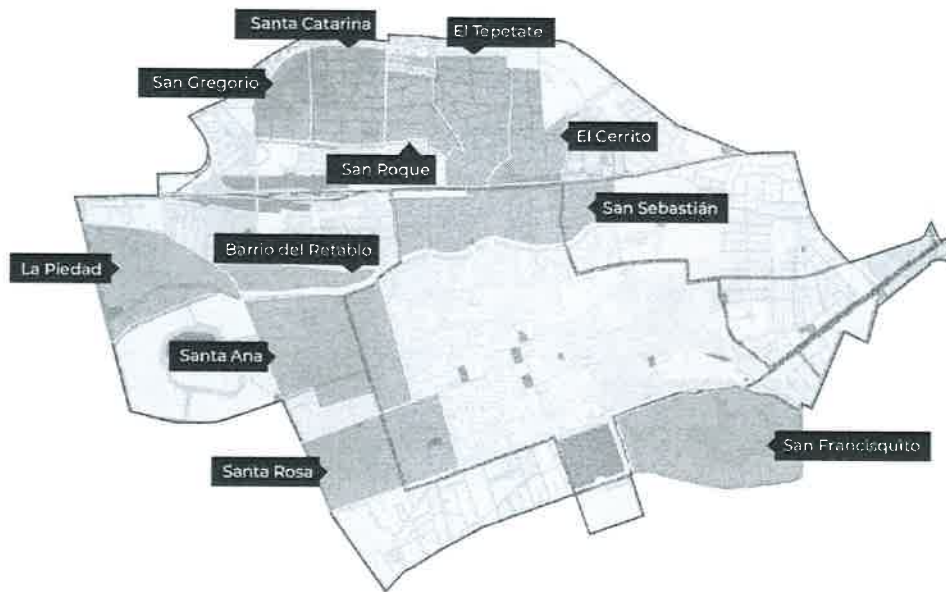 Santa Catarina
El Tepetate
San Gregorio
El Cerrito
San Roque
San Sebastián
Barrio del Retablo
La Piedad
Santa Ana
San Francisquito
Santa Rosa